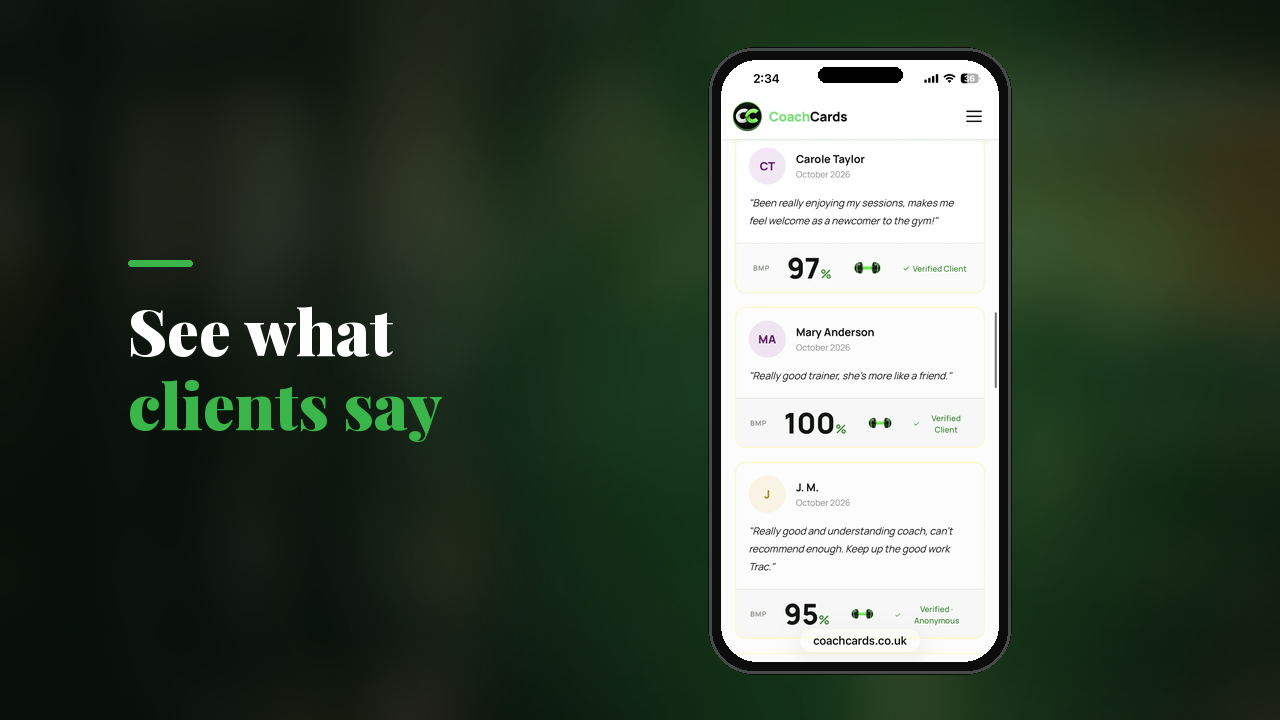 See what
clients say
2:34
36
CC
CoachCards
CT
Carole Taylor
October 2026
"Been really enjoying my sessions, makes me
feel welcome as a newcomer to the gym!"
BMP
97%
✓ Verified Client
MA
Mary Anderson
October 2026
"Really good trainer, she's more like a friend."
BMP
100%
✓ Verified
Client
J
J. M.
October 2026
"Really good and understanding coach, can't
recommend enough. Keep up the good work
Trac."
BMP
95%
✓ Verified ·
Anonymous
coachcards.co.uk